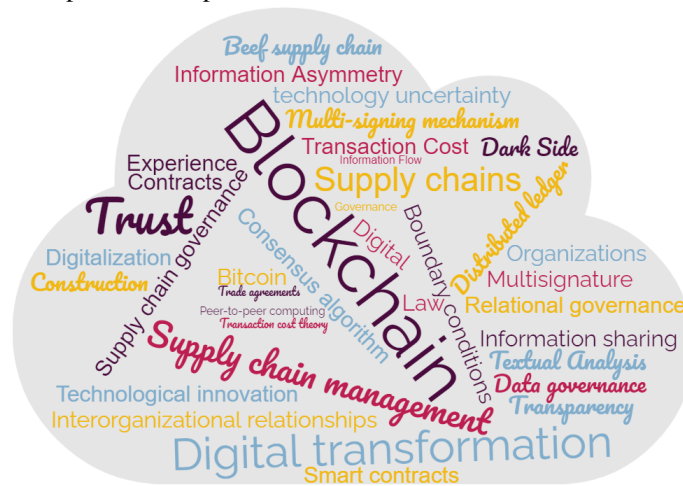 Beef supply chain
Information Asymmetry
technology uncertainty
Multi-signing mechanism
Transaction Cost
Dark Side
Information Flow
Experience
Contracts
Supply chains
Blockchain
Trust
Governance
Distributed ledger
Supply chain governance
Consensus algorithm
Digital
Boundary conditions
Digitalization
Construction
Organizations
Bitcoin
Multisignature
Trade agreements
Law
Relational governance
Peer-to-peer computing
Transaction cost theory
Information sharing
Supply chain management
Textual Analysis
Data governance
Technological innovation
Transparency
Interorganizational relationships
Digital transformation
Smart contracts